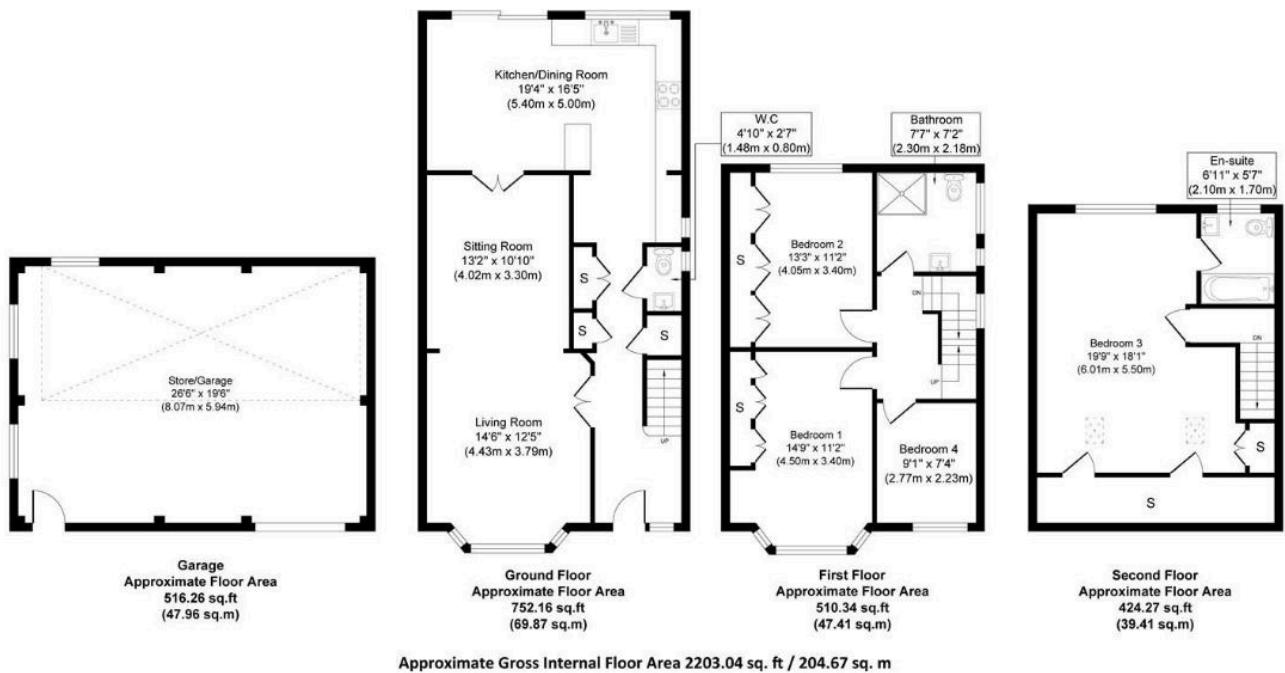 Store/Garage
26'6" x 19'6"
(8.07m x 5.94m)
Garage
Approximate Floor Area
516.26 sq.ft
(47.96 sq.m)
Kitchen/Dining Room
19'4" x 16'5"
(5.40m x 5.00m)
W.C
4'10" x 2'7"
(1.48m x 0.80m)
Sitting Room
13'2" x 10'10"
(4.02m x 3.30m)
S
S
S
Living Room
14'6" x 12'5"
(4.43m x 3.79m)
UP
Ground Floor
Approximate Floor Area
752.16 sq.ft
(69.87 sq.m)
Bathroom
7'7" x 7'2"
(2.30m x 2.18m)
Bedroom 2
13'3" x 11'2"
(4.05m x 3.40m)
S
DN
UP
S
Bedroom 1
14'9" x 11'2"
(4.50m x 3.40m)
Bedroom 4
9'1" x 7'4"
(2.77m x 2.23m)
First Floor
Approximate Floor Area
510.34 sq.ft
(47.41 sq.m)
En-suite
6'11" x 5'7"
(2.10m x 1.70m)
Bedroom 3
19'9" x 18'1"
(6.01m x 5.50m)
DN
S
S
Second Floor
Approximate Floor Area
424.27 sq.ft
(39.41 sq.m)
Approximate Gross Internal Floor Area 2203.04 sq. ft / 204.67 sq. m